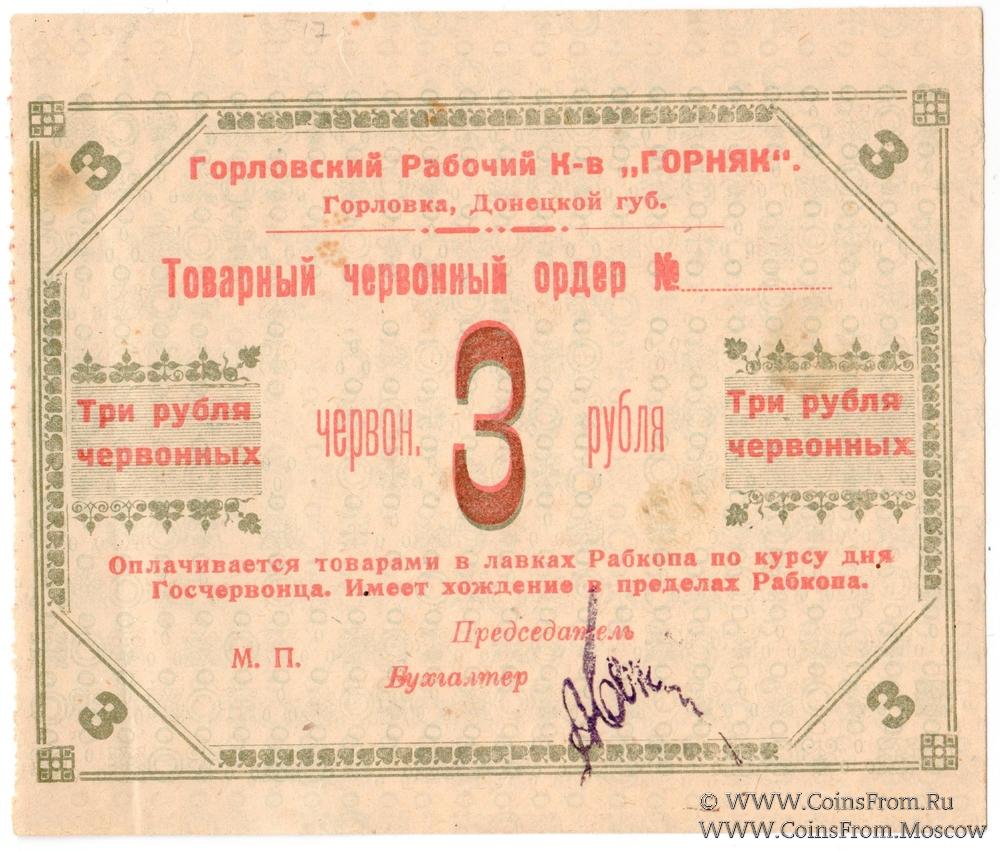 17
3 3
Горловский Рабочий К-в „ГОРНЯК“.
Горловка, Донецкой губ.
Товарный червонный ордер №
Три рубля
червонных
червон. 3 рубля
Три рубля
червонных
Оплачивается товарами в лавках Рабкопа по курсу дня
Госчервонца. Имеет хождение в пределах Рабкопа.
Председатель
М. П.
Бухгалтер
3 3
© WWW.CoinsFrom.Ru
WWW.CoinsFrom.Moscow